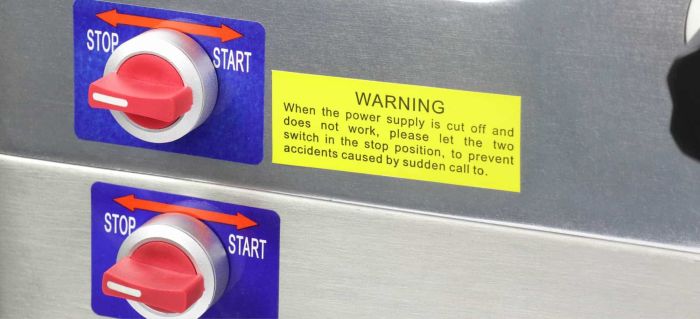 STOP
START
WARNING
When the power supply is cut off and
does not work, please let the two
switch in the stop position, to prevent
accidents caused by sudden call to.
STOP
START